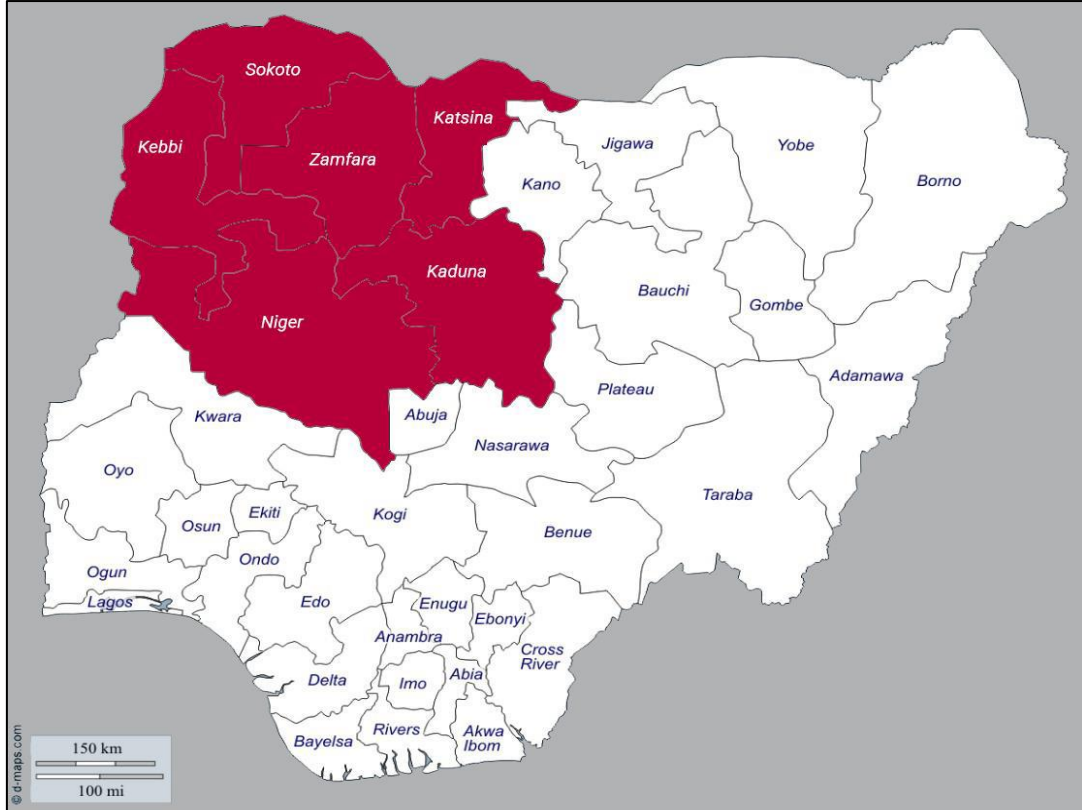 Sokoto
Katsina
Kebbi
Zamfara
Jigawa
Yobe
Kano
Borno
Kaduna
Bauchi
Gombe
Niger
Adamawa
Plateau
Abuja
Kwara
Nasarawa
Oyo
Taraba
Ekiti
Kogi
Osun
Benue
Ondo
Ogun
Edo
Enugu
Lagos
Ebonyi
Anambra
Cross
River
Abia
Delta
Imo
Rivers
Akwa
Ibom
Bayelsa
150 km
100 mi
© d-maps.com